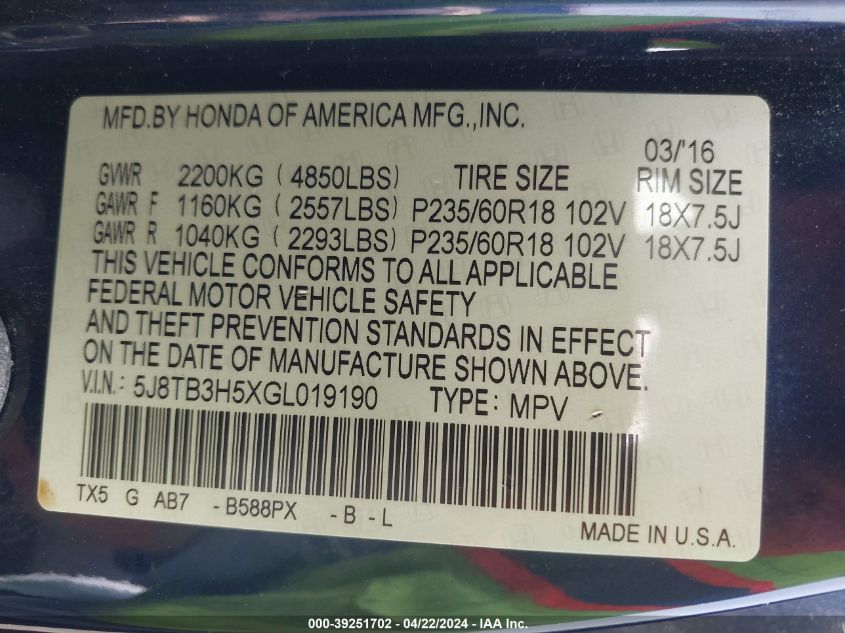 MFD.BY HONDA OF AMERICA MFG.,INC.
03/'16
GVWR 2200KG ( 4850LBS) TIRE SIZE RIM SIZE
GAWR F 1160KG ( 2557LBS) P235/60R18 102V 18X7.5J
GAWR R 1040KG ( 2293LBS) P235/60R18 102V 18X7.5J
THIS VEHICLE CONFORMS TO ALL APPLICABLE
FEDERAL MOTOR VEHICLE SAFETY
AND THEFT PREVENTION STANDARDS IN EFFECT
ON THE DATE OF MANUFACTURE SHOWN ABOVE.
V.I.N.: 5J8TB3H5XGL019190 TYPE: MPV
TX5 G AB7 -B588PX -B -L
MADE IN U.S.A.
000-39251702 - 04/22/2024 - IAA, Inc.